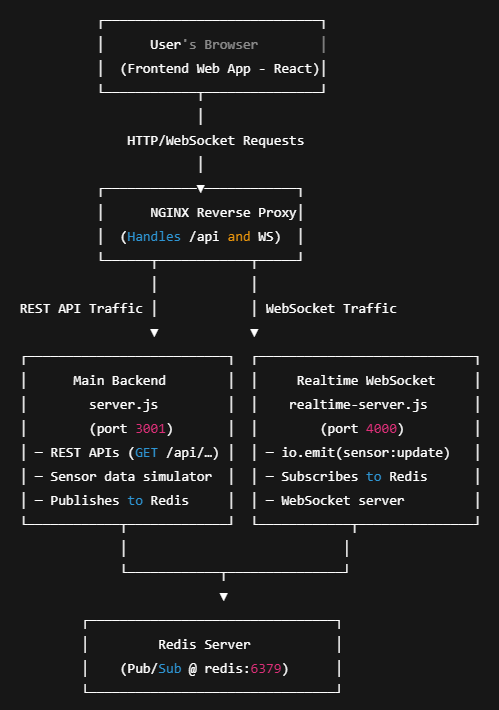 User's Browser
(Frontend Web App - React)
HTTP/WebSocket Requests
NGINX Reverse Proxy
(Handles /api and WS)
REST API Traffic
WebSocket Traffic
Main Backend
server.js
(port 3001)
─ REST APIs (GET /api/…)
─ Sensor data simulator
─ Publishes to Redis
Realtime WebSocket
realtime-server.js
(port 4000)
─ io.emit(sensor:update)
─ Subscribes to Redis
─ WebSocket server
Redis Server
(Pub/Sub @ redis:6379)